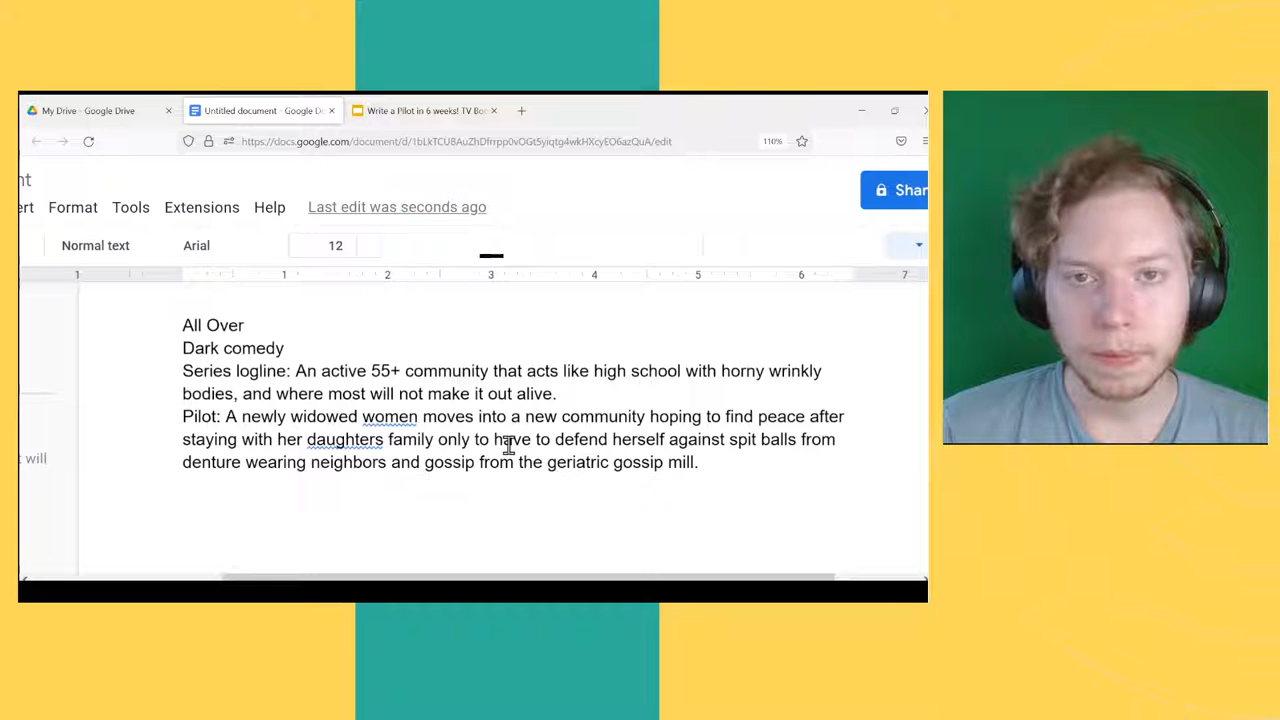 My Drive - Google Drive
Untitled document - Google Do
Write a Pilot in 6 weeks! TV Bo
https://docs.google.com/document/d/1bLkTCU8AuZhDfrrpp0vOGt5yiqtg4wkHXcyEO6azQuA/edit
110%
nt
ert Format Tools Extensions Help Last edit was seconds ago
Shar
Normal text Arial 12
1 1 2 3 4 5 6 7
All Over
Dark comedy
Series logline: An active 55+ community that acts like high school with horny wrinkly
bodies, and where most will not make it out alive.
Pilot: A newly widowed women moves into a new community hoping to find peace after
staying with her daughters family only to have to defend herself against spit balls from
denture wearing neighbors and gossip from the geriatric gossip mill.
will